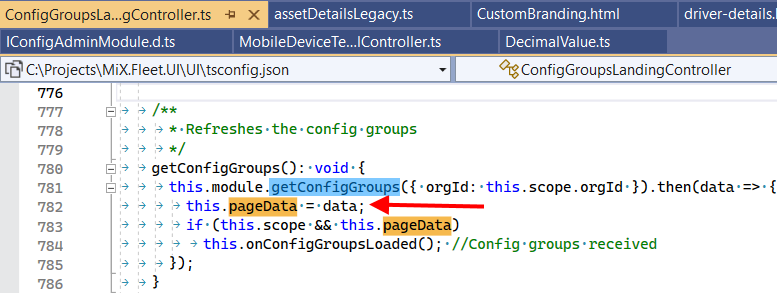 ConfigGroupsLa...gController.ts assetDetailsLegacy.ts CustomBranding.html driver-details.
IConfigAdminModule.d.ts MobileDeviceTe...lController.ts DecimalValue.ts
C:\Projects\MiX.Fleet.UI\UI\tsconfig.json ConfigGroupsLandingController
776
777 /**
778 * Refreshes the config groups
779 */
780 getConfigGroups(): void {
781 this.module.getConfigGroups({ orgId: this.scope.orgId }).then(data => {
782 this.pageData = data;
783 if (this.scope && this.pageData)
784 this.onConfigGroupsLoaded(); //Config groups received
785 });
786 }